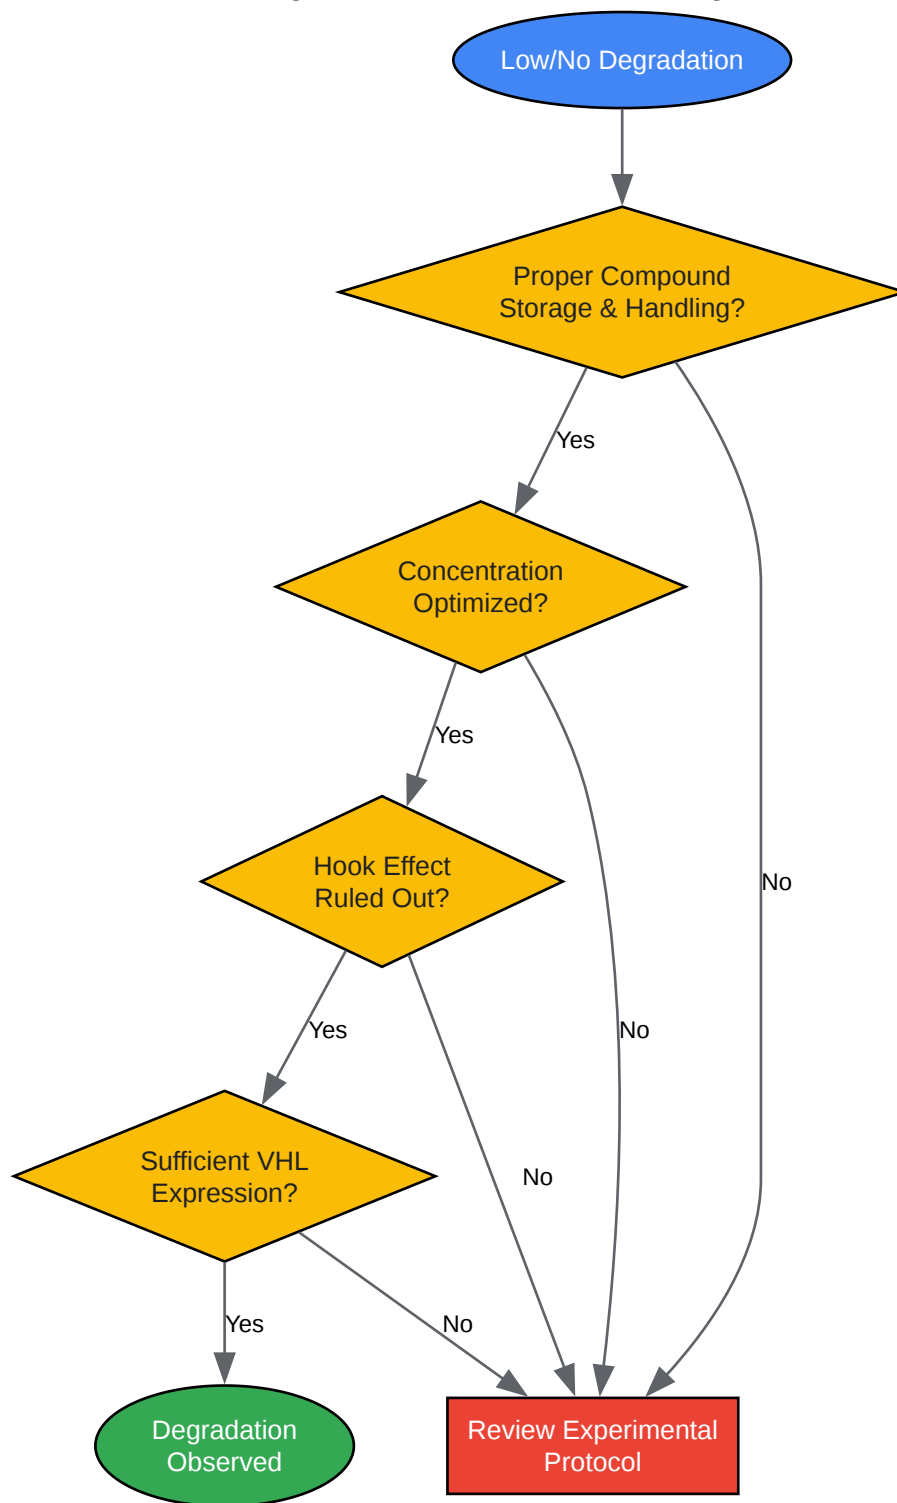 Low/No Degradation
Proper Compound
Storage & Handling?
Yes
Concentration
Optimized?
Yes
Hook Effect
Ruled Out?
No
Yes
No
Sufficient VHL
Expression?
No
Yes
No
Degradation
Observed
Review Experimental
Protocol